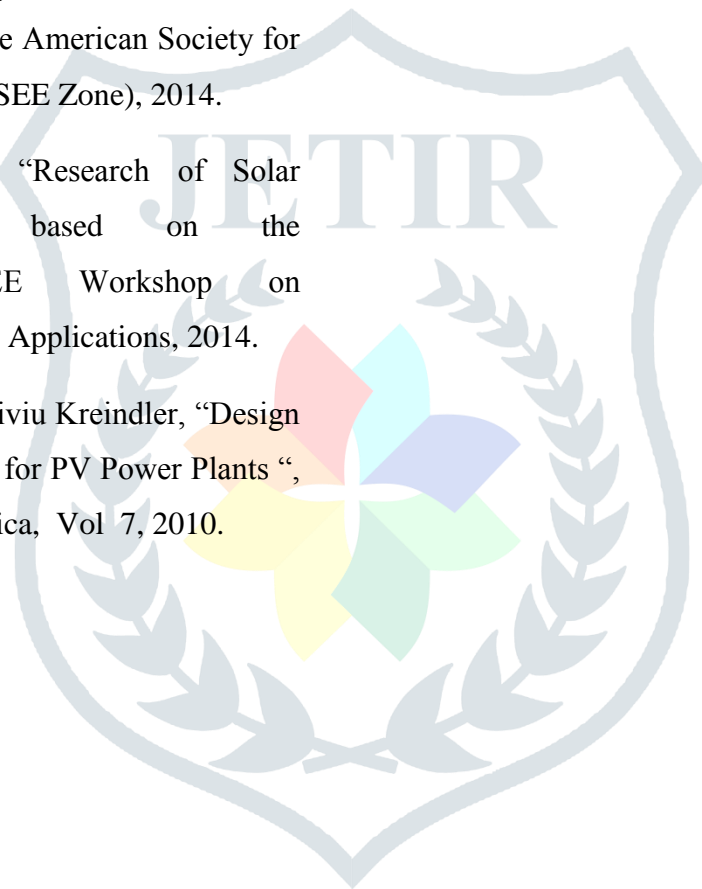 e American Society for
SEE Zone), 2014.
JETIR
“Research of Solar
based on the
E Workshop on
Applications, 2014.
iviu Kreindler, “Design
for PV Power Plants “,
ica, Vol 7, 2010.